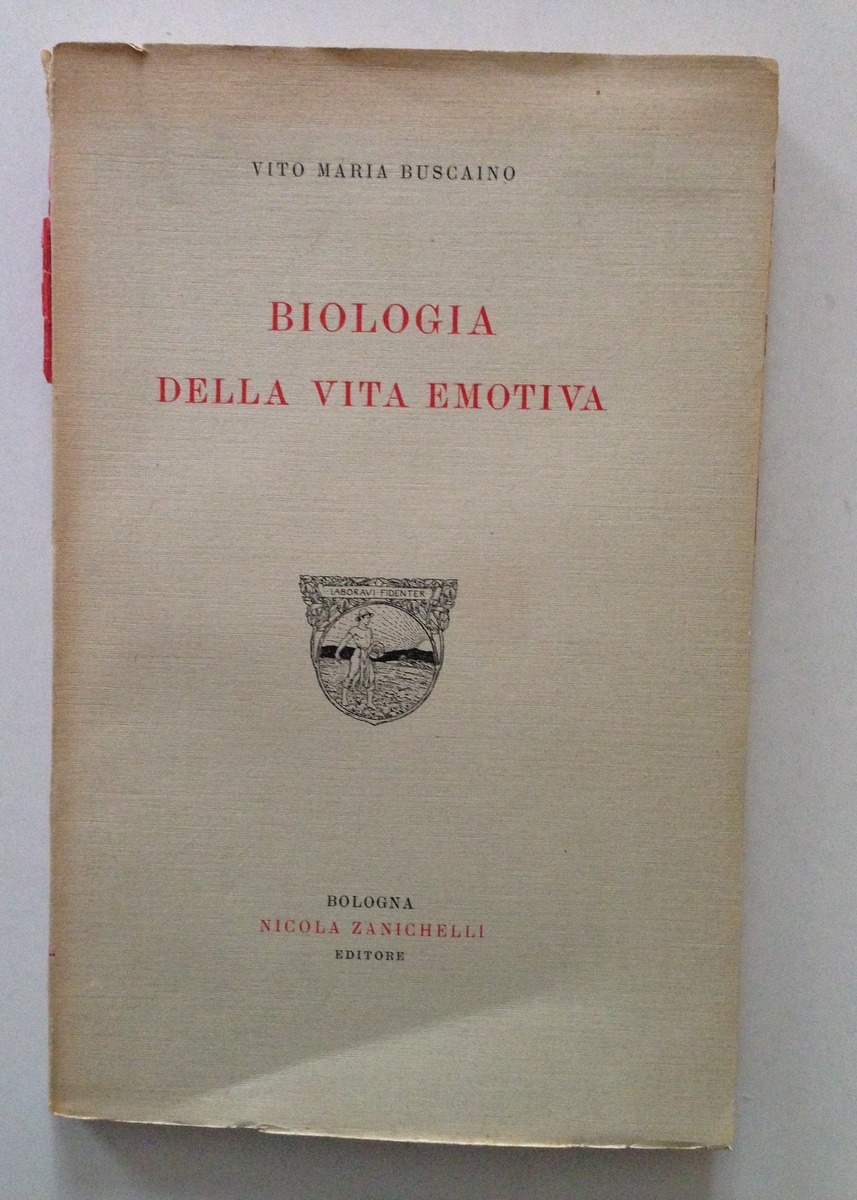 VITO MARIA BUSCAINO
BIOLOGIA
DELLA VITA EMOTIVA
LABORAVI FIDENTER
BOLOGNA
NICOLA ZANICHELLI
EDITORE